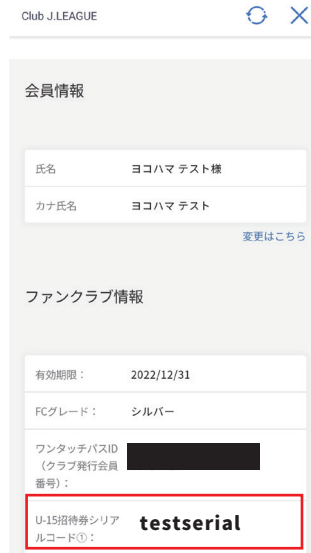 Club J.LEAGUE
会員情報
氏名 ヨコハマ テスト様
カナ氏名 ヨコハマ テスト
変更はこちら
ファンクラブ情報
有効期限： 2022/12/31
FCグレード： シルバー
ワンタッチパスID
（クラブ発行会員
番号）：
U-15招待券シリア
ルコード①： testserial